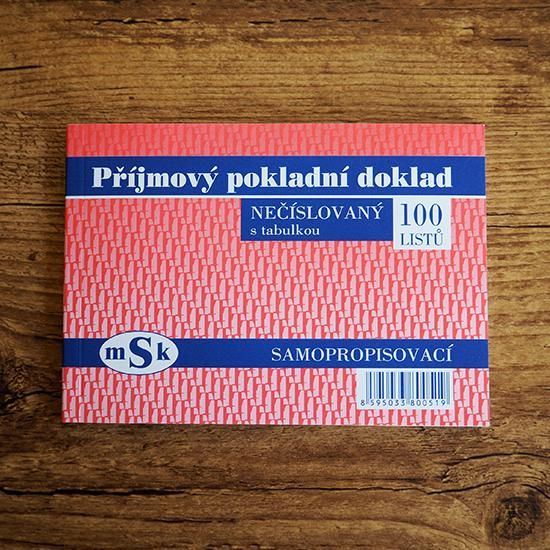 Příjmový pokladní doklad
NEČÍSLOVANÝ
s tabulkou
100
LISTŮ
mSk
SAMOPROPISOVACÍ
8 595033 800519